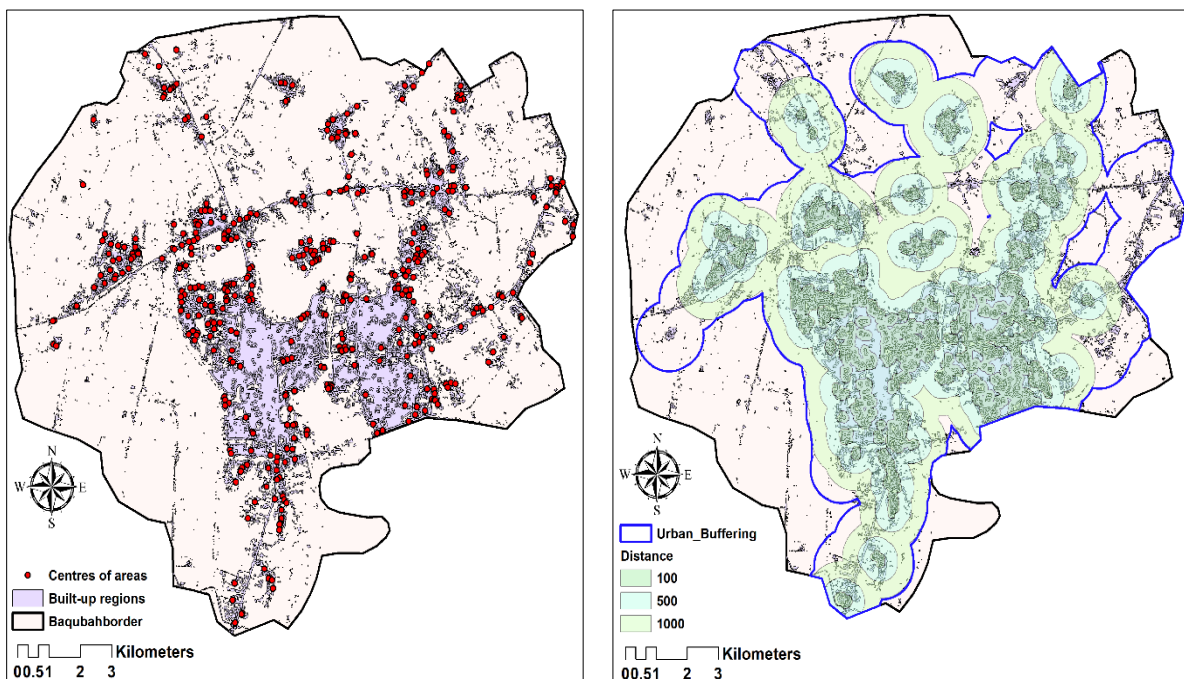 N
W E
S
Centres of areas
Built-up regions
Baqubahborder
Kilometers
00.51 2 3
N
W E
S
Urban_Buffering
Distance
100
500
1000
Kilometers
00.51 2 3